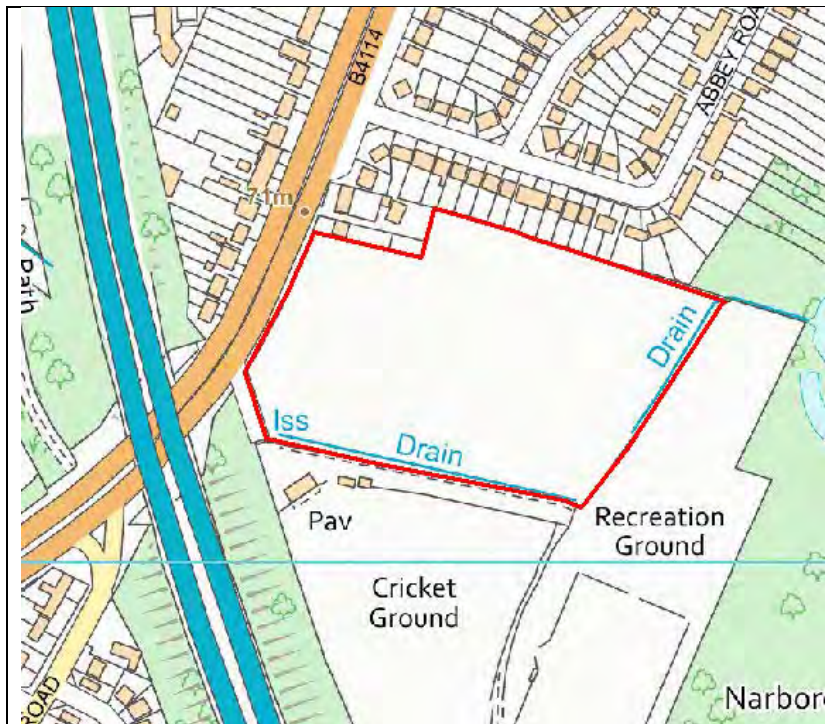 B4114
ABBEY ROA
71m
Path
Drain
Iss
Drain
Pav
Recreation
Ground
Cricket
Ground
ROAD
Narboro